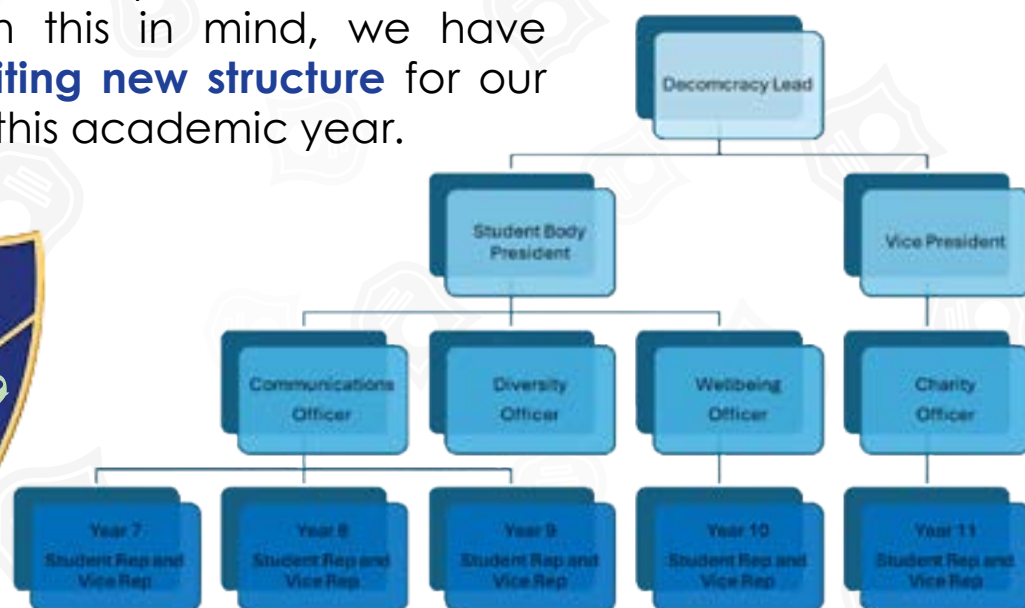 this in mind, we have
new structure for our
this academic year.
Decomcracy Lead
Student Body
President
Vice President
Communications
Officer
Diversity
Officer
Wellbeing
Officer
Charity
Officer
Year 7
Student Rep and
Vice Rep
Year 8
Student Rep and
Vice Rep
Year 9
Student Rep and
Vice Rep
Year 10
Student Rep and
Vice Rep
Year 11
Student Rep and
Vice Rep